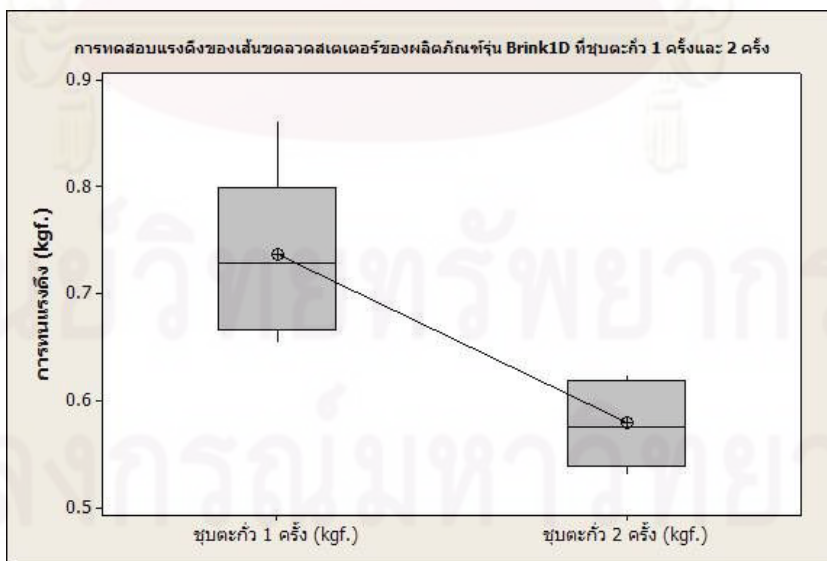 การทดสอบแรงดึงของเส้นขดลวดสเตเตอร์ของผลิตภัณฑ์รุ่น Brink1D ที่ชุบตะกั่ว 1 ครั้งและ 2 ครั้ง
0.9
0.8
0.7
0.6
0.5
การทนแรงดึง (kgf.)
ชุบตะกั่ว 1 ครั้ง (kgf.)
ชุบตะกั่ว 2 ครั้ง (kgf.)